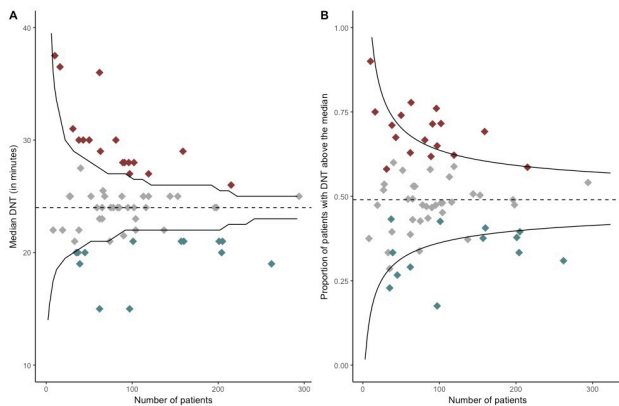 A
40
30
20
10
Median DNT (in minutes)
0
100
200
300
Number of patients
B
1.00
0.75
0.50
0.25
0.00
Proportion of patients with DNT above the median
0
100
200
300
Number of patients